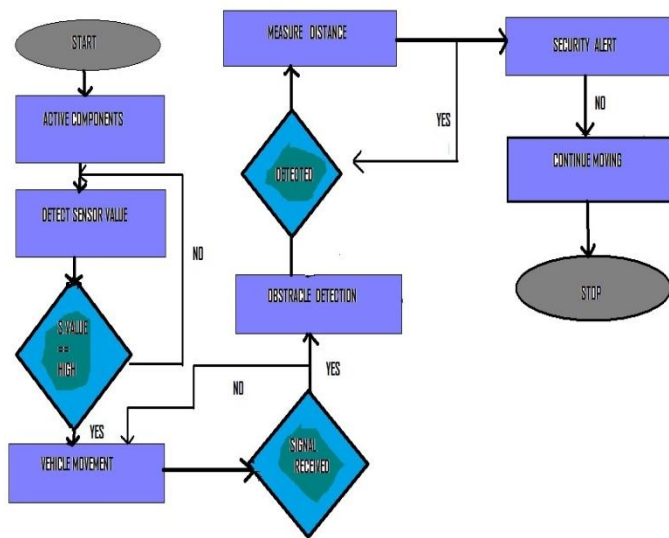 START
ACTIVE COMPONENTS
DETECT SENSOR VALUE
NO
S VALUE
==
HIGH
YES
VEHICLE MOVEMENT
SIGNAL
RECEIVED
NO
YES
OBSTRACLE DETECTION
DETECTED
MEASURE DISTANCE
YES
SECURITY ALERT
NO
CONTINUE MOVING
STOP